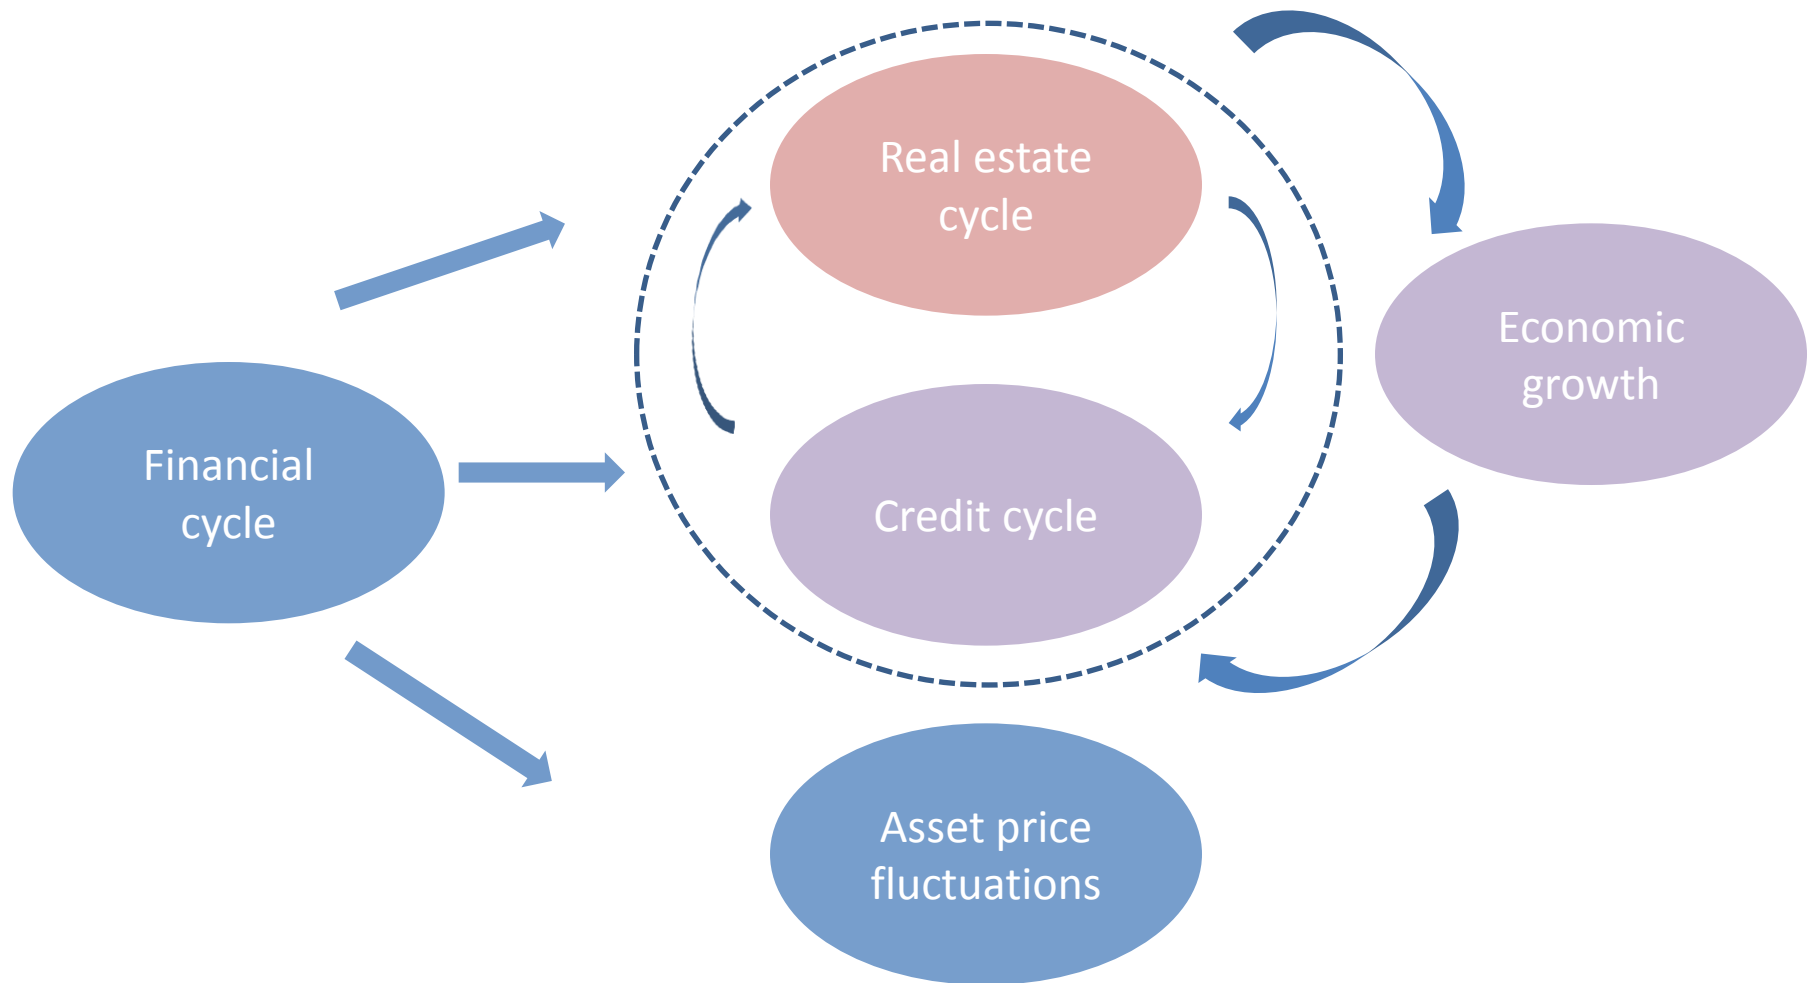 Real estate
cycle
Economic
growth
Financial
cycle
Credit cycle
Asset price
fluctuations